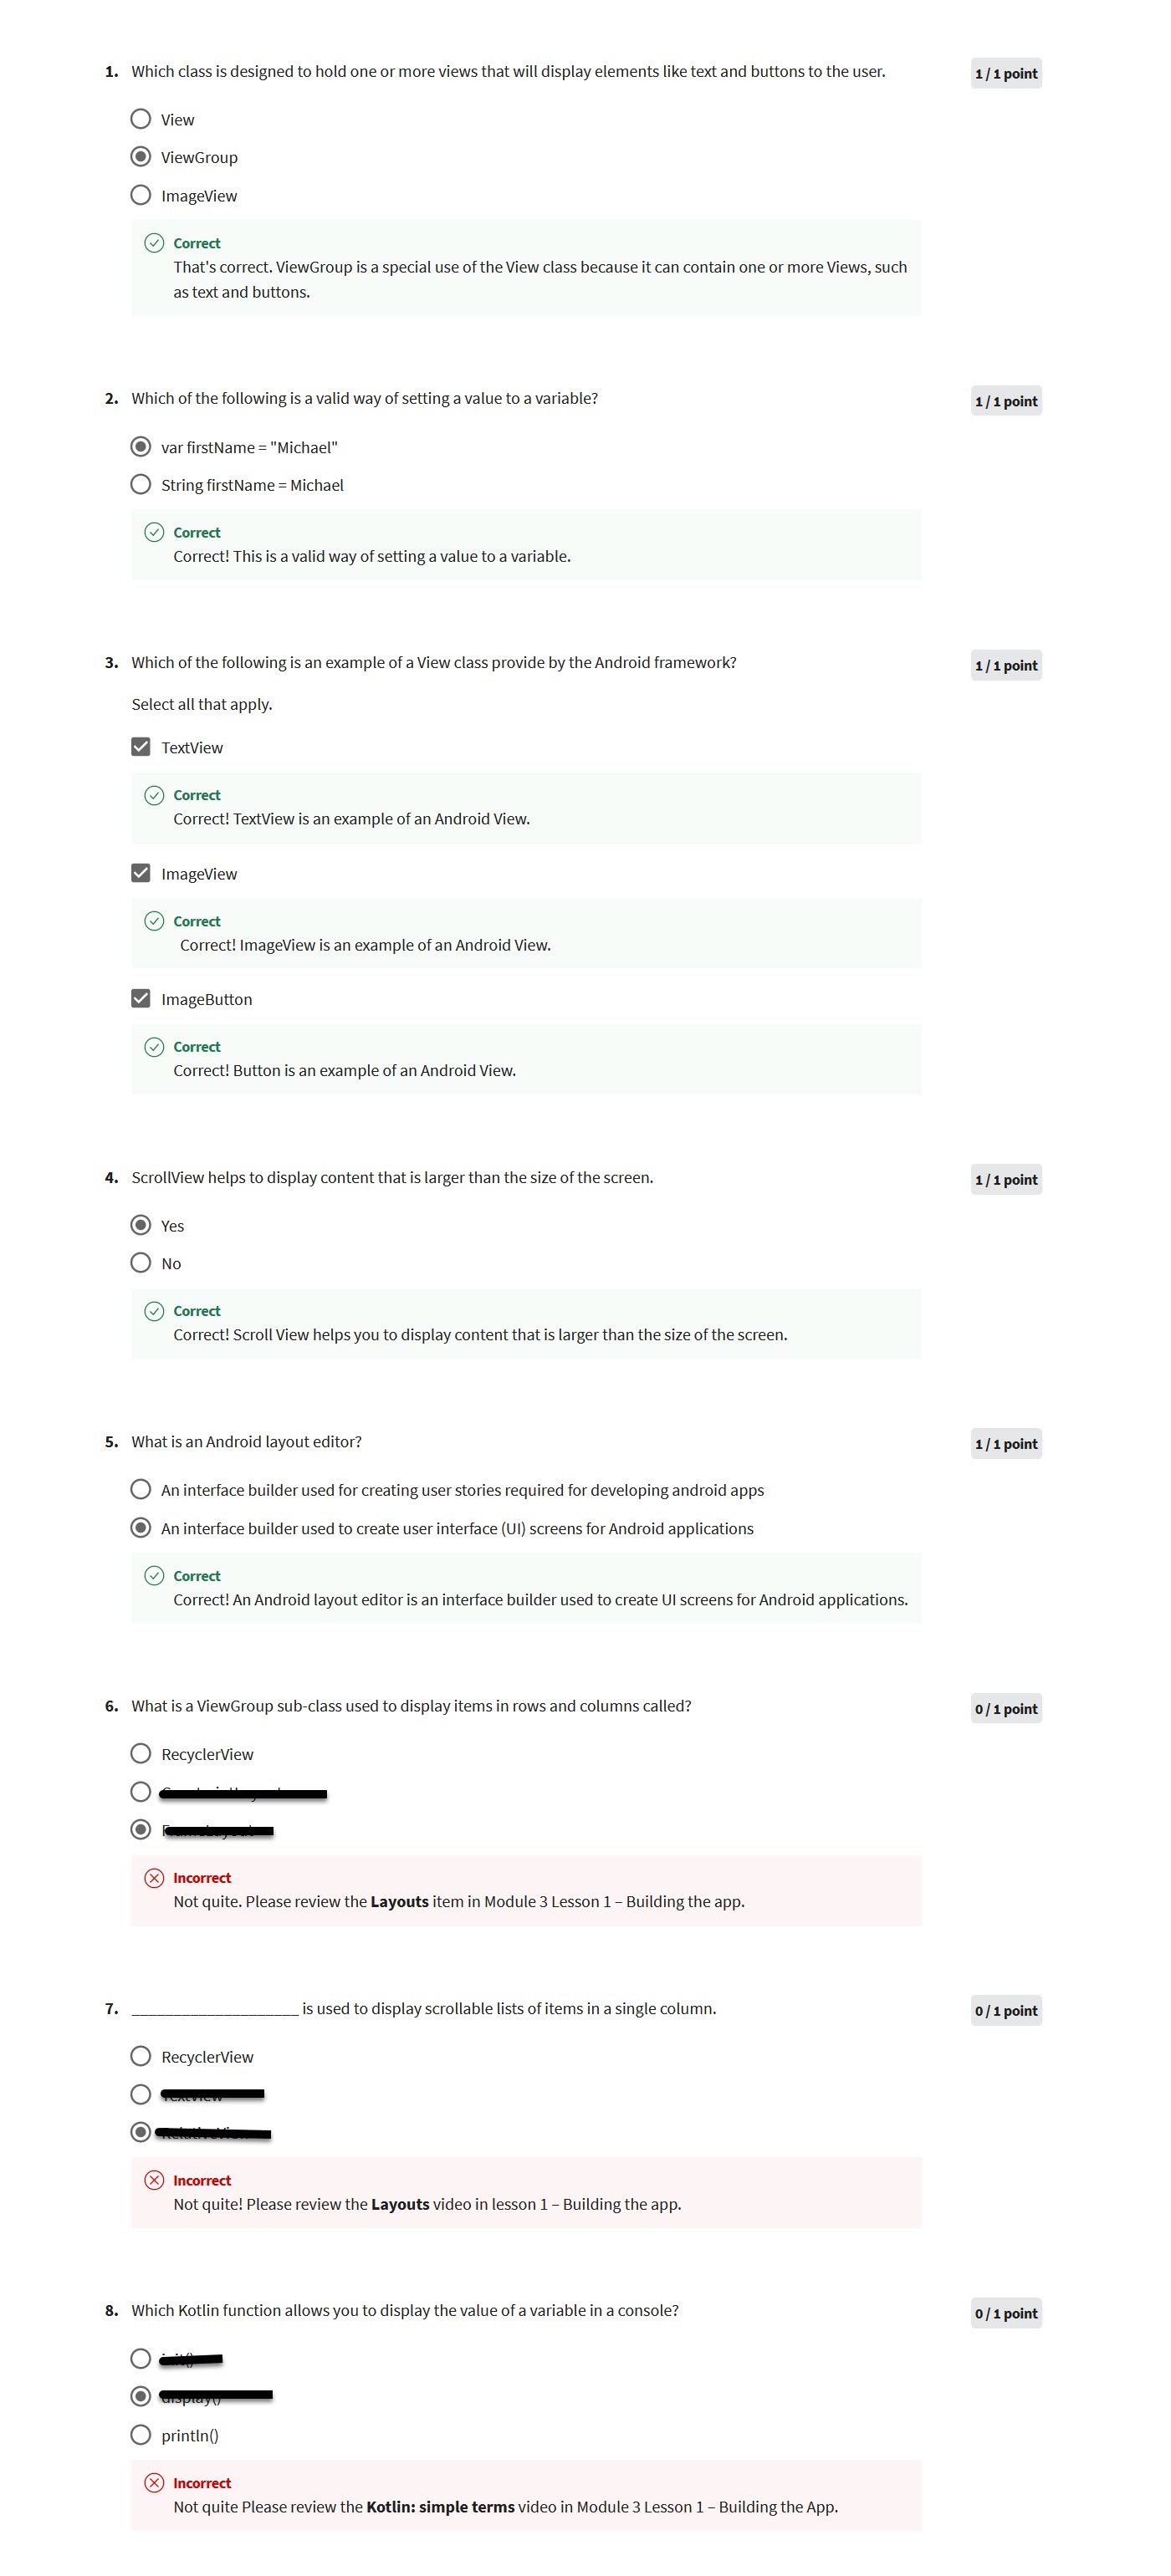 1. Which class is designed to hold one or more views that will display elements like text and buttons to the user.
1 / 1 point
View
ViewGroup
ImageView
Correct
That's correct. ViewGroup is a special use of the View class because it can contain one or more Views, such
as text and buttons.
2. Which of the following is a valid way of setting a value to a variable?
1 / 1 point
var firstName = "Michael"
String firstName = Michael
Correct
Correct! This is a valid way of setting a value to a variable.
3. Which of the following is an example of a View class provide by the Android framework?
1 / 1 point
Select all that apply.
TextView
Correct
Correct! TextView is an example of an Android View.
ImageView
Correct
Correct! ImageView is an example of an Android View.
ImageButton
Correct
Correct! Button is an example of an Android View.
4. ScrollView helps to display content that is larger than the size of the screen.
1 / 1 point
Yes
No
Correct
Correct! Scroll View helps you to display content that is larger than the size of the screen.
5. What is an Android layout editor?
1 / 1 point
An interface builder used for creating user stories required for developing android apps
An interface builder used to create user interface (UI) screens for Android applications
Correct
Correct! An Android layout editor is an interface builder used to create UI screens for Android applications.
6. What is a ViewGroup sub-class used to display items in rows and columns called?
0 / 1 point
RecyclerView
Incorrect
Not quite. Please review the Layouts item in Module 3 Lesson 1 – Building the app.
7. ____________________ is used to display scrollable lists of items in a single column.
0 / 1 point
RecyclerView
Incorrect
Not quite! Please review the Layouts video in lesson 1 – Building the app.
8. Which Kotlin function allows you to display the value of a variable in a console?
0 / 1 point
println()
Incorrect
Not quite Please review the Kotlin: simple terms video in Module 3 Lesson 1 – Building the App.